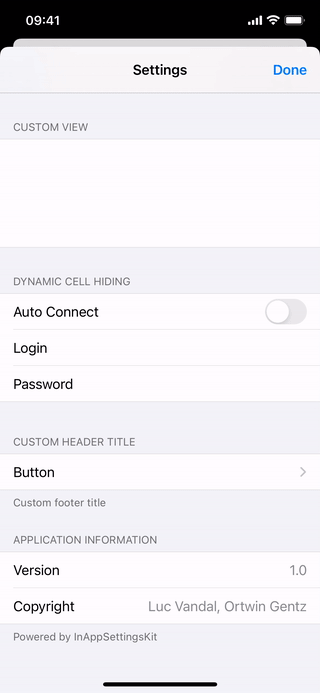 09:41
Settings Done
CUSTOM VIEW
DYNAMIC CELL HIDING
Auto Connect
Login
Password
CUSTOM HEADER TITLE
Button
Custom footer title
APPLICATION INFORMATION
Version 1.0
Copyright Luc Vandal, Ortwin Gentz
Powered by InAppSettingsKit